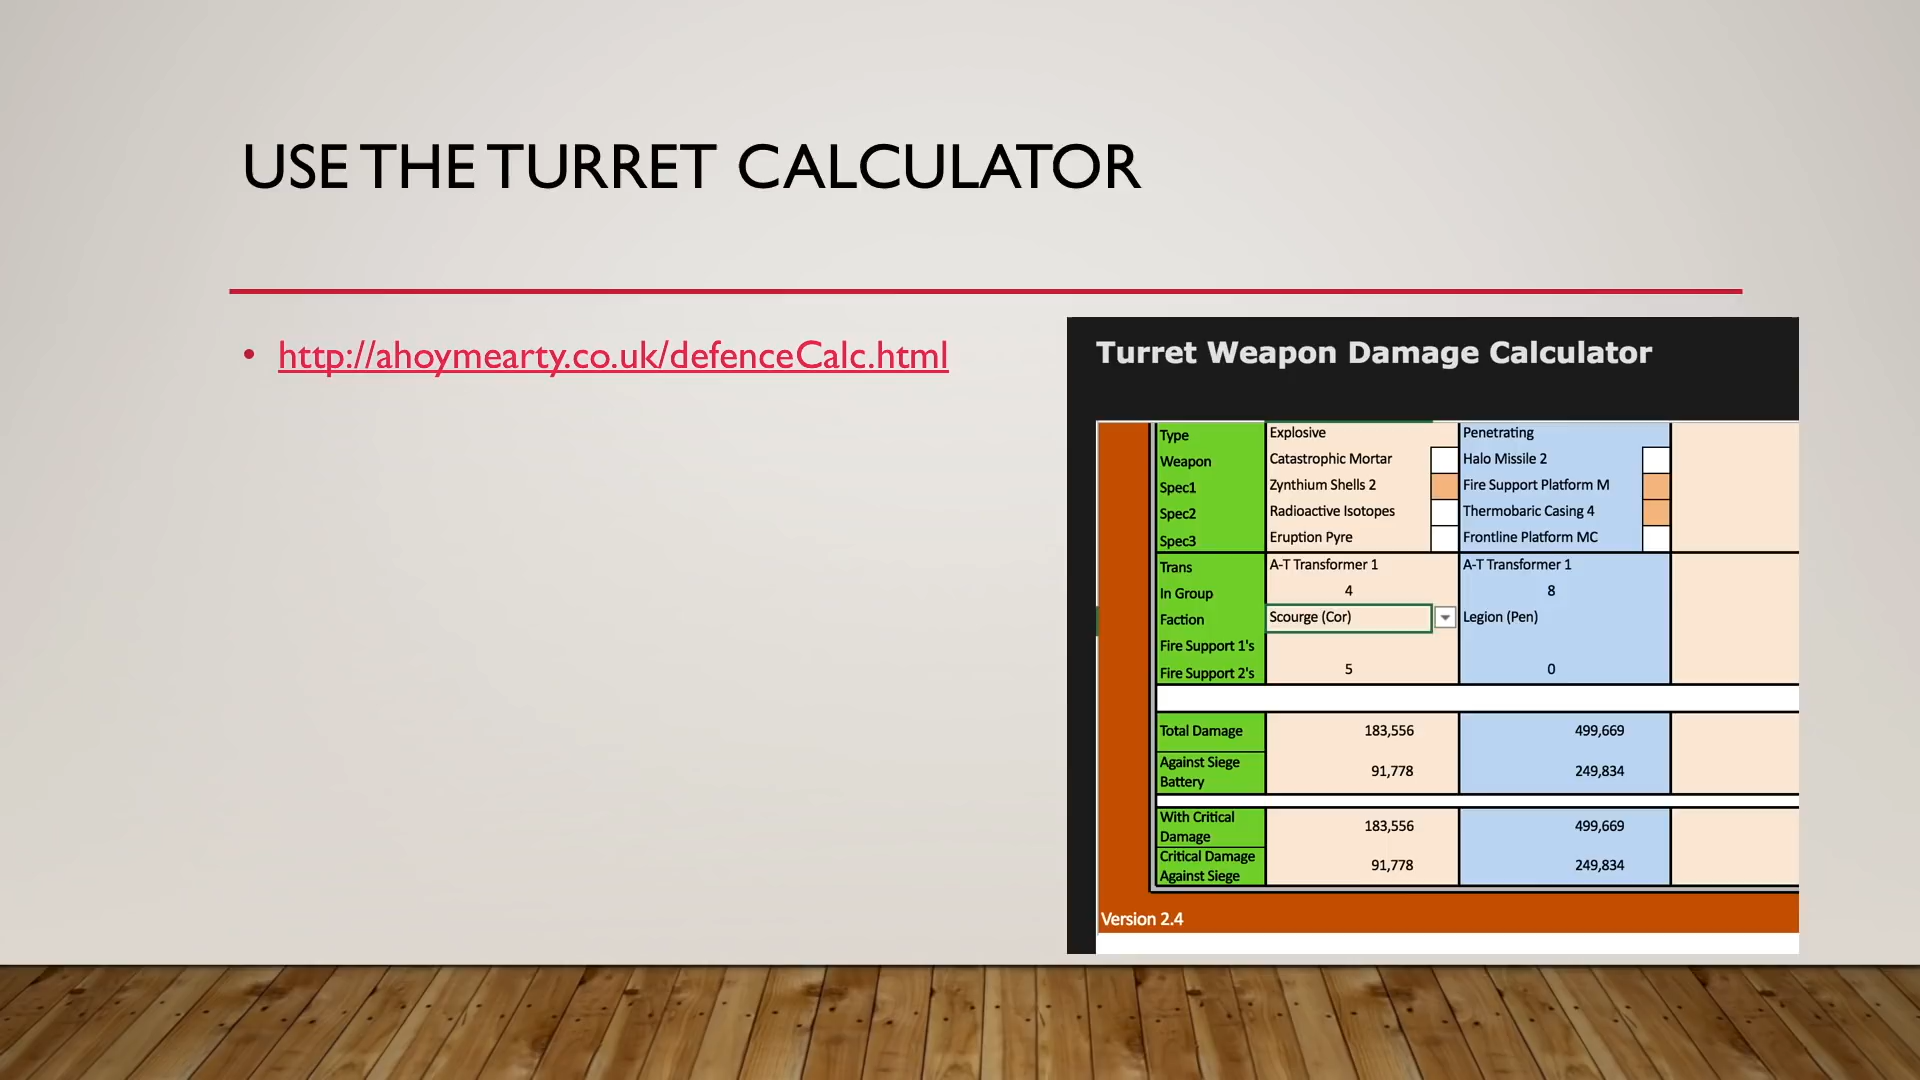 USE THE TURRET CALCULATOR
• http://ahoymearty.co.uk/defenceCalc.html
Turret Weapon Damage Calculator
Type Explosive Penetrating
Weapon Catastrophic Mortar Halo Missile 2
Spec1 Zynthium Shells 2 Fire Support Platform M
Spec2 Radioactive Isotopes Thermobaric Casing 4
Spec3 Eruption Pyre Frontline Platform MC
Trans A-T Transformer 1 A-T Transformer 1
In Group 4 8
Faction Scourge (Cor) Legion (Pen)
Fire Support 1's
Fire Support 2's 5 0
Total Damage 183,556 499,669
Against Siege
Battery 91,778 249,834
With Critical
Damage 183,556 499,669
Critical Damage
Against Siege 91,778 249,834
Version 2.4